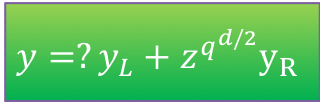 y =? y_L + z^{q^{d/2}} y_R